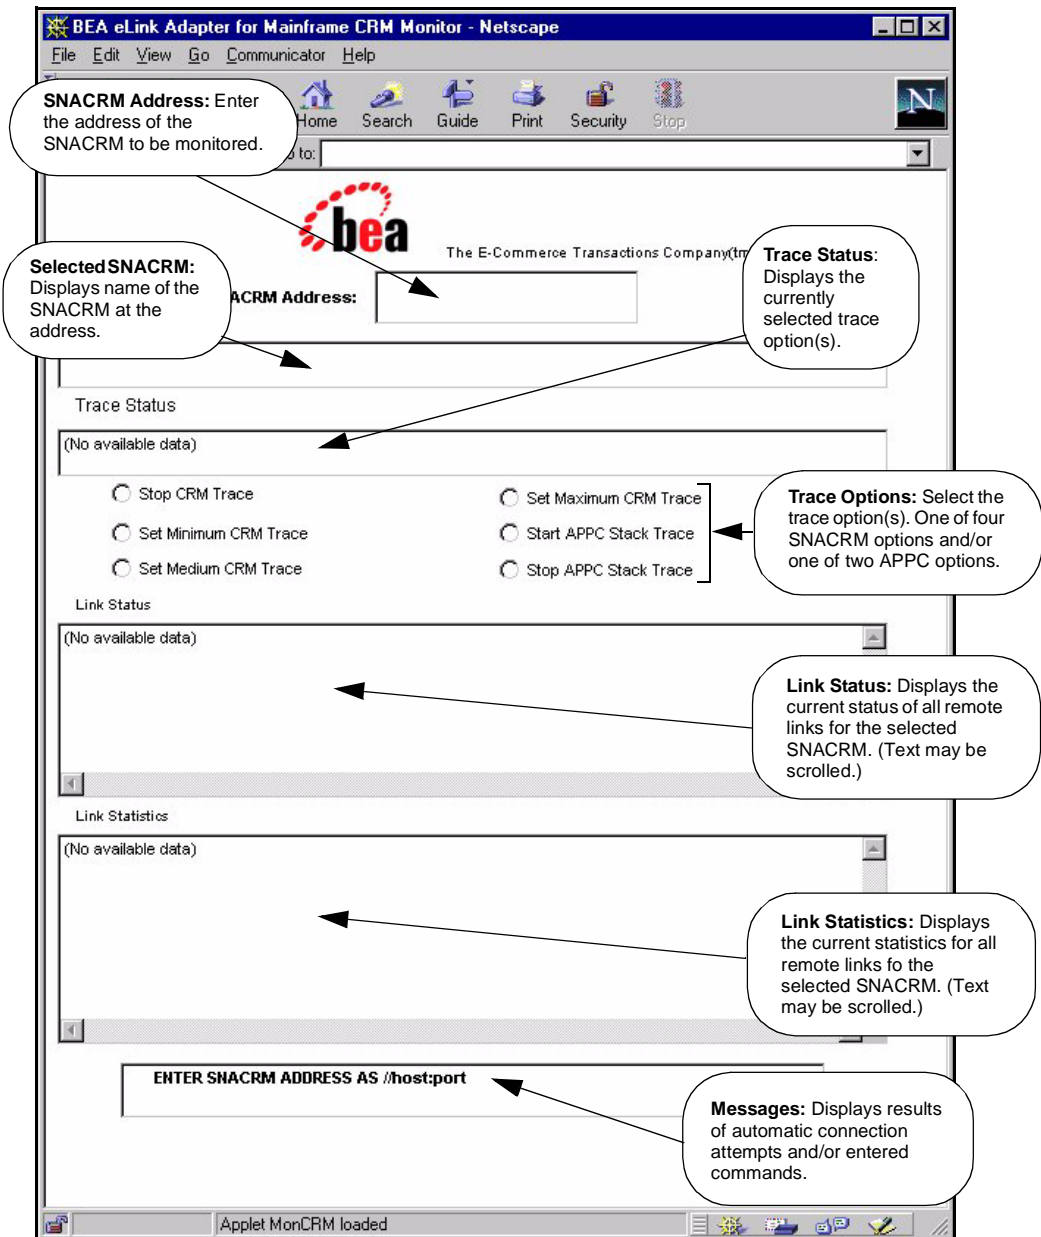 BEA eLink Adapter for Mainframe CRM Monitor - Netscape
File Edit View Go Communicator Help
SNACRM Address: Enter
the address of the
SNACRM to be monitored.
Home Search Guide Print Security Stop
N
to:
bea
The E-Commerce Transactions Company(tm
Trace Status:
Displays the
currently
selected trace
option(s).
Selected SNACRM:
Displays name of the
SNACRM at the
address.
ACRM Address:
Trace Status
(No available data)
Stop CRM Trace
Set Minimum CRM Trace
Set Medium CRM Trace
Set Maximum CRM Trace
Start APPC Stack Trace
Stop APPC Stack Trace
Trace Options: Select the
trace option(s). One of four
SNACRM options and/or
one of two APPC options.
Link Status
(No available data)
Link Status: Displays the
current status of all remote
links for the selected
SNACRM. (Text may be
scrolled.)
Link Statistics
(No available data)
Link Statistics: Displays
the current statistics for all
remote links fo the
selected SNACRM. (Text
may be scrolled.)
ENTER SNACRM ADDRESS AS //host:port
Messages: Displays results
of automatic connection
attempts and/or entered
commands.
Applet MonCRM loaded